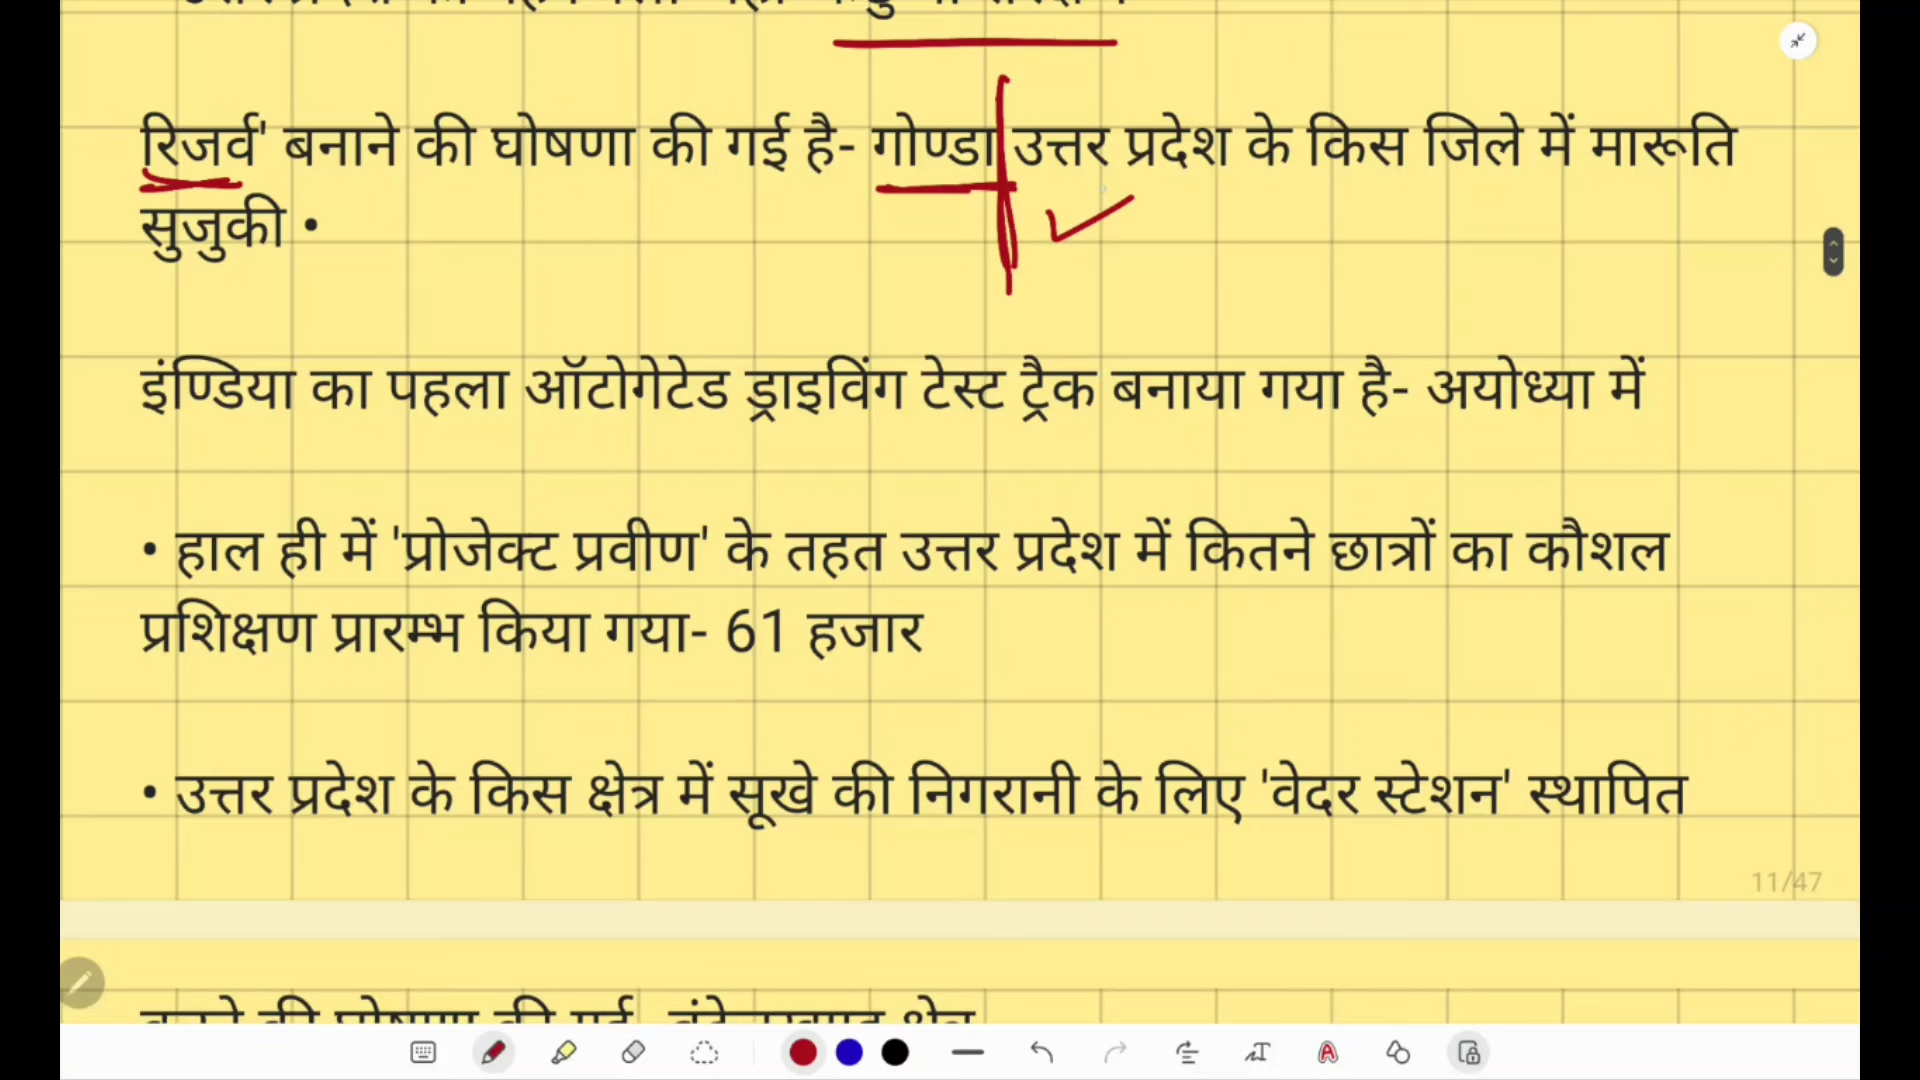 रिजर्व' बनाने की घोषणा की गई है- गोण्डा उत्तर प्रदेश के किस जिले में मारूति
सुजुकी •
इंण्डिया का पहला ऑटोगेटेड ड्राइविंग टेस्ट ट्रैक बनाया गया है- अयोध्या में
• हाल ही में 'प्रोजेक्ट प्रवीण' के तहत उत्तर प्रदेश में कितने छात्रों का कौशल
प्रशिक्षण प्रारम्भ किया गया- 61 हजार
• उत्तर प्रदेश के किस क्षेत्र में सूखे की निगरानी के लिए 'वेदर स्टेशन' स्थापित
11/47